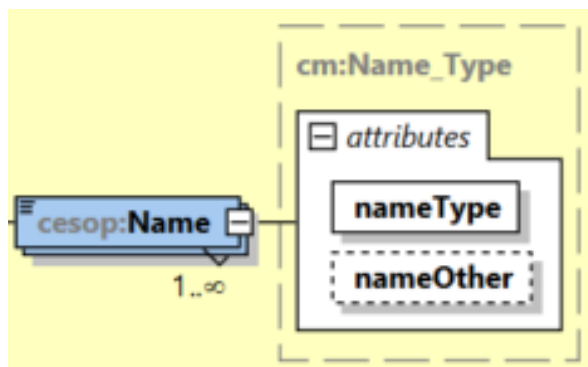 cm:Name_Type
attributes
nameType
cesop:Name
nameOther
1..∞